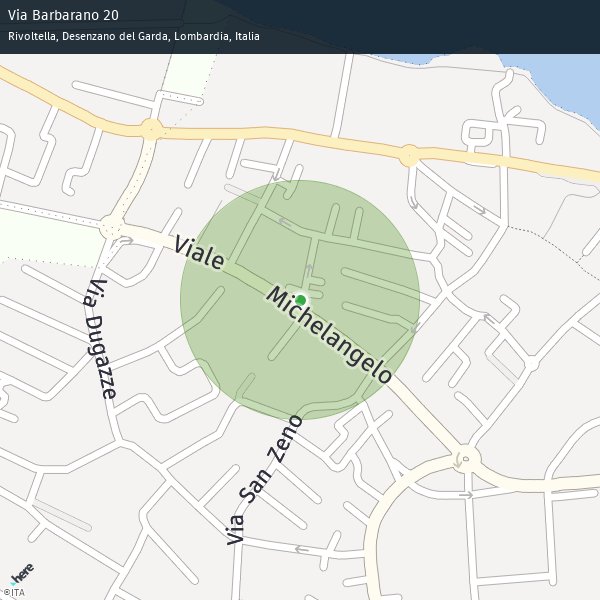 Via Barbarano 20
Rivoltella, Desenzano del Garda, Lombardia, Italia
Viale Michelangelo
Via Dugazze
Via San Zeno
here
©ITA